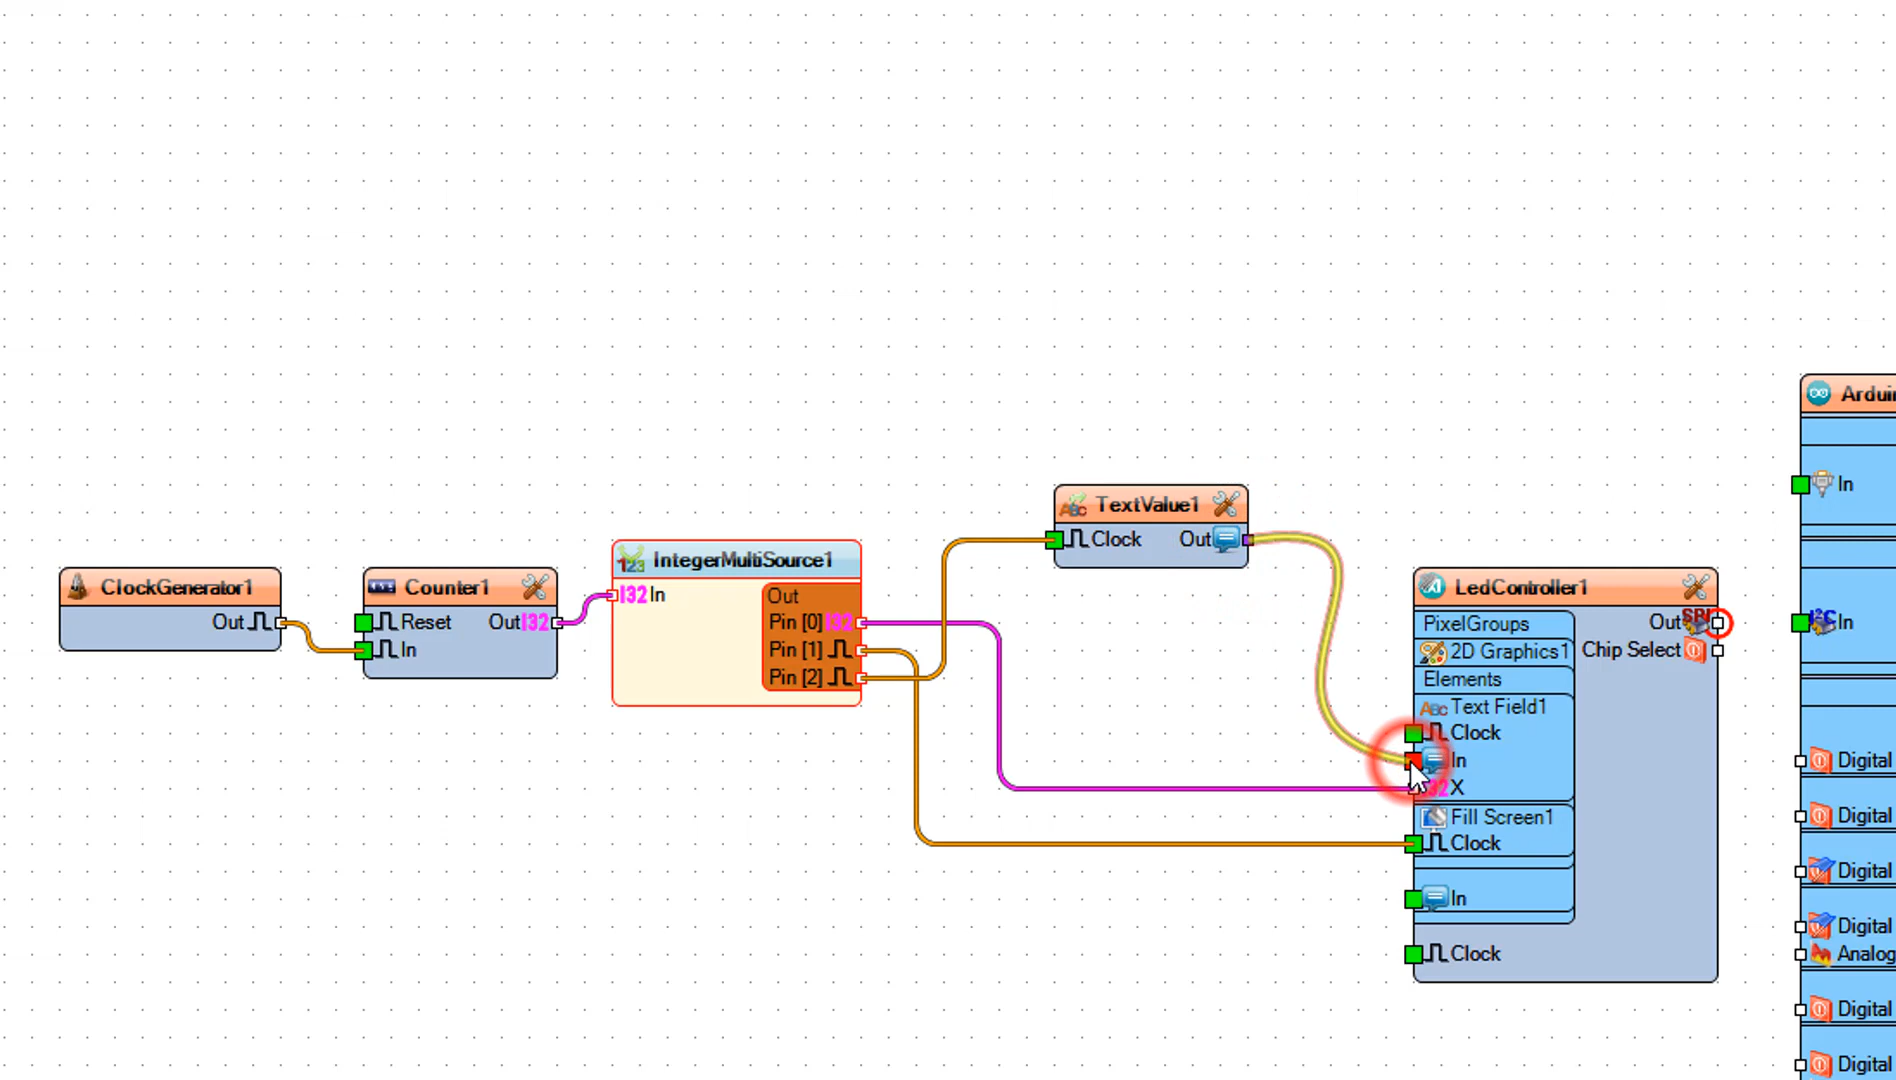 ClockGenerator1
Out
Counter1
Reset
Out I32
In
IntegerMultiSource1
I32 In
Out
Pin [0] I32
Pin [1]
Pin [2]
TextValue1
Clock
Out
LedController1
PixelGroups
Out SPI
2D Graphics1
Chip Select
Elements
Text Field1
Clock
In
X
Fill Screen1
Clock
In
Clock
In
I²C In
Digital
Digital
Digital
Digital
Analog
Digital
Digital